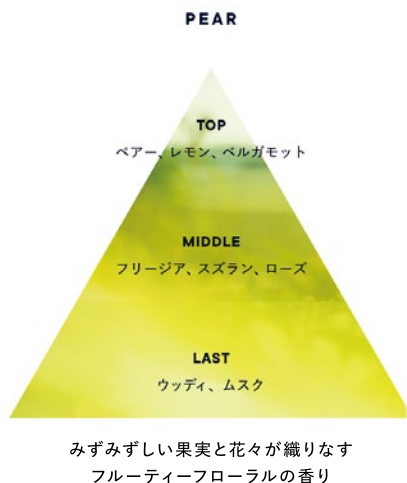 PEAR
TOP
ペアー、レモン、ベルガモット
MIDDLE
フリージア、スズラン、ローズ
LAST
ウッディ、ムスク
みずみずしい果実と花々が織りなす
フルーティーフローラルの香り